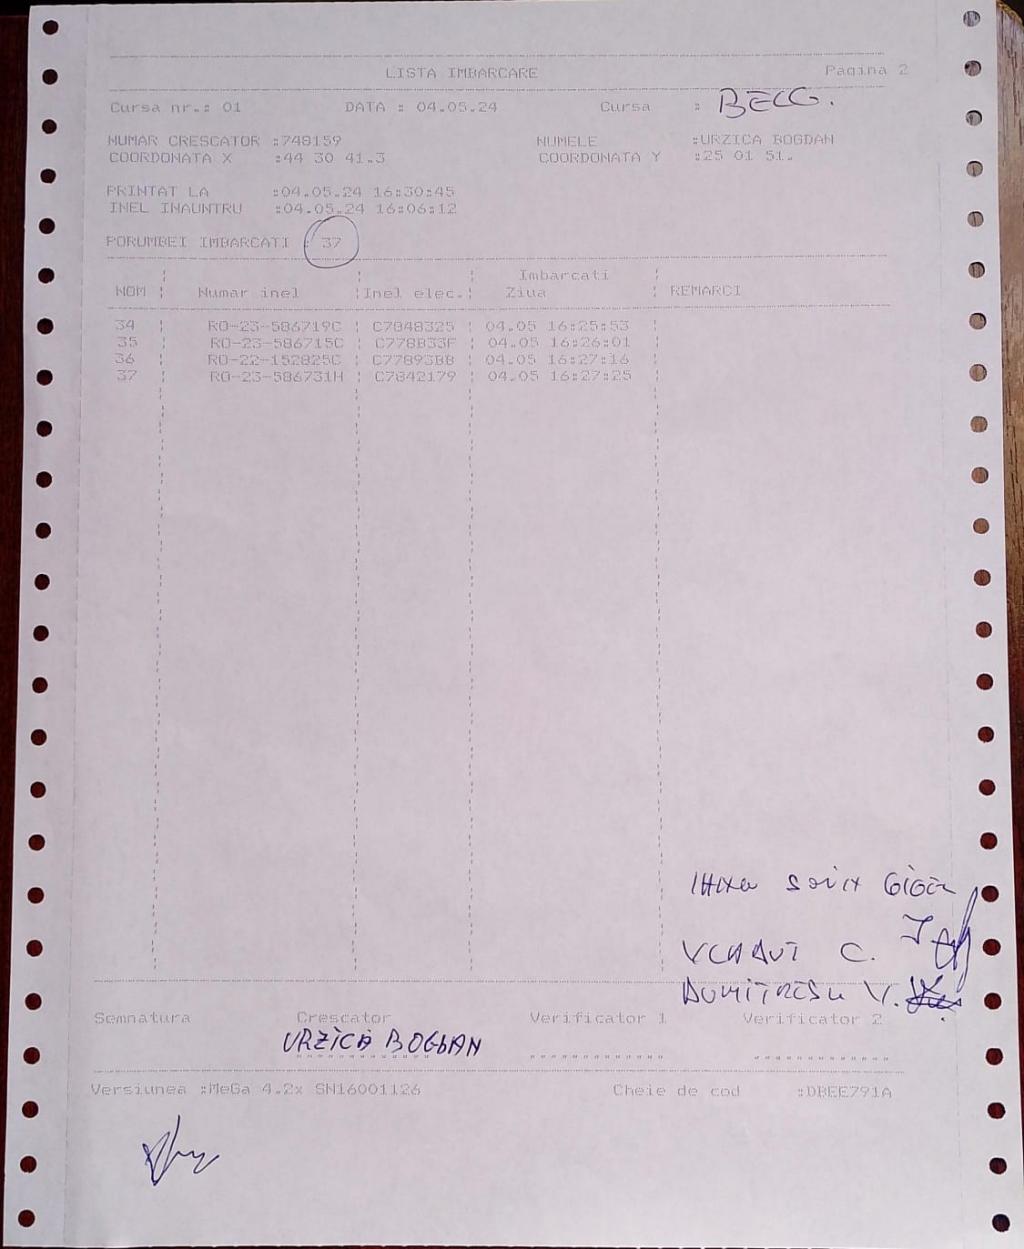 LISTA IMBARCARE Pagina 2
Cursa nr.: 01 DATA : 04.05.24 Cursa : BECG.
NUMAR CRESCATOR :748159 NUMELE :URZICA BOGDAN
COORDONATA X :44 30 41.3 COORDONATA Y :25 01 51.
PRINTAT LA :04.05.24 16:30:45
INEL INAUNTRU :04.05.24 16:06:12
PORUMBEI IMBARCATI : 37
Imbarcati
NOM | Numar inel | Inel elec. | Ziua | REMARCI
34 | RO-23-586719C | C7848325 | 04.05 16:25:53 |
35 | RO-23-586715C | C778B33F | 04.05 16:26:01 |
36 | RO-22-152825C | C77893BB | 04.05 16:27:16 |
37 | RO-23-586731H | C7842179 | 04.05 16:27:25 |
C.
DUMITRESU V.
Semnatura Crescator Verificator 1 Verificator 2
URZICA BOGDAN
Versiunea :MeGa 4.2x SN16001126 Cheie de cod :DBEE791A